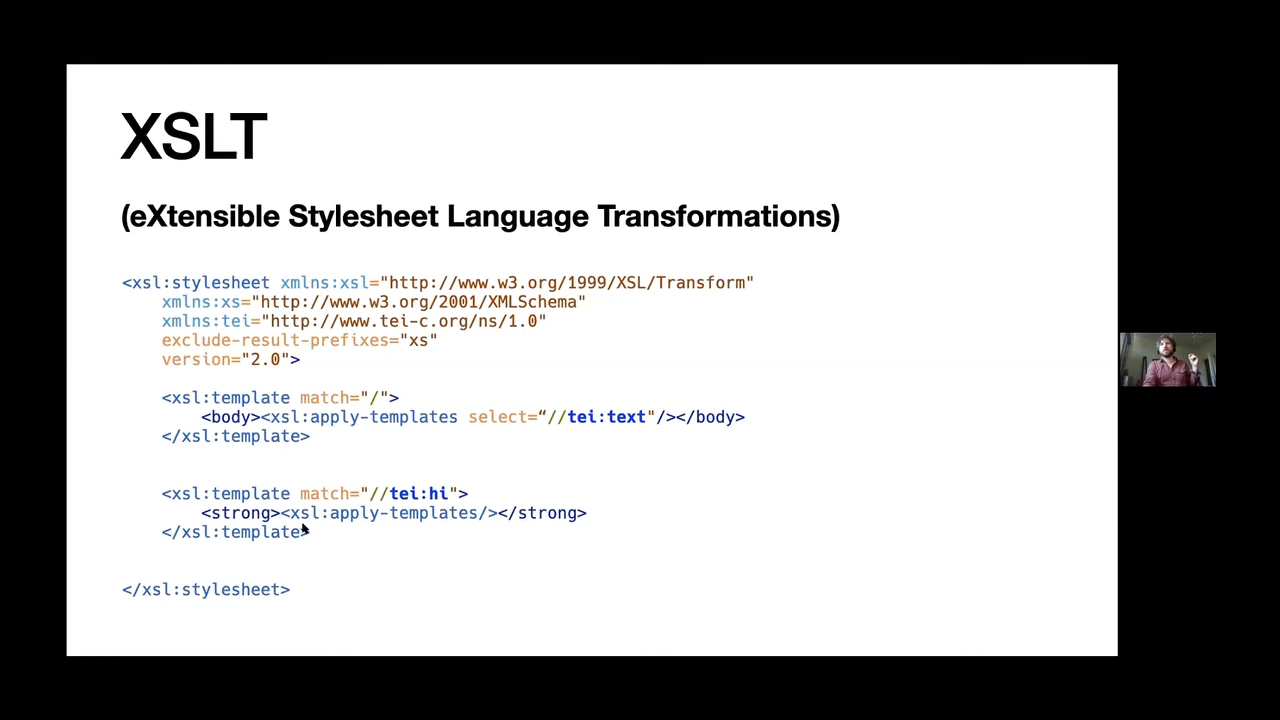 XSLT
(eXtensible Stylesheet Language Transformations)
<xsl:stylesheet xmlns:xsl="http://www.w3.org/1999/XSL/Transform"
xmlns:xs="http://www.w3.org/2001/XMLSchema"
xmlns:tei="http://www.tei-c.org/ns/1.0"
exclude-result-prefixes="xs"
version="2.0">
<xsl:template match="/">
<body><xsl:apply-templates select=“//tei:text"/></body>
</xsl:template>
<xsl:template match="//tei:hi">
<strong><xsl:apply-templates/></strong>
</xsl:template>
</xsl:stylesheet>